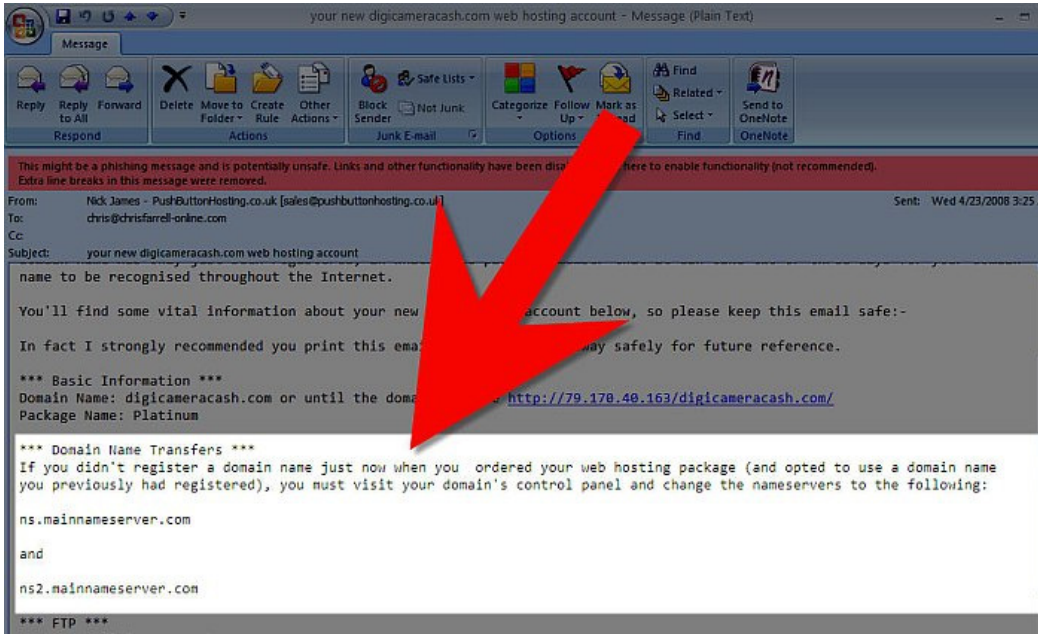 your new digicameracash.com web hosting account - Message (Plain Text)
Message
Reply Reply to All Forward Delete Move to Folder Create Rule Other Actions Block Sender Safe Lists Not Junk Categorize Follow Up Mark as Find Related Select Send to OneNote
Respond Actions Junk E-mail Options Find OneNote
This might be a phishing message and is potentially unsafe. Links and other functionality have been here to enable functionality (not recommended).
Extra line breaks in this message were removed.
From: Nick James - PushButtonHosting.co.uk [sales@pushbuttonhosting.co.uk] Sent: Wed 4/23/2008 3:25
To: chris@chrisfarrell-online.com
Cc:
Subject: your new digicameracash.com web hosting account
name to be recognised throughout the Internet.
You'll find some vital information about your new account below, so please keep this email safe:-
In fact I strongly recommended you print this safely for future reference.
*** Basic Information ***
Domain Name: digicameracash.com or until the http://79.170.40.163/digicameracash.com/
Package Name: Platinum
*** Domain Name Transfers ***
If you didn't register a domain name just now when you ordered your web hosting package (and opted to use a domain name
you previously had registered), you must visit your domain's control panel and change the nameservers to the following:
ns.mainnameserver.com
and
ns2.mainnameserver.com
*** FTP ***